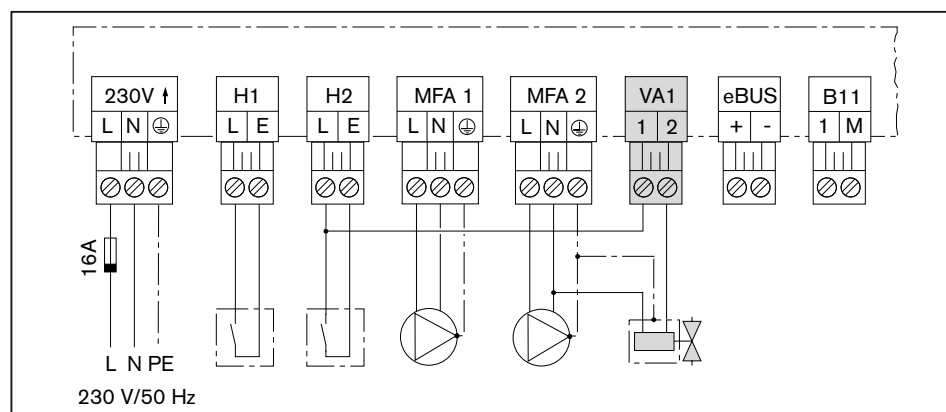 230V H1 H2 MFA 1 MFA 2 VA1 eBUS B11
L N L E L E L N L N 1 2 + - 1 M
16A
L N PE
230 V/50 Hz